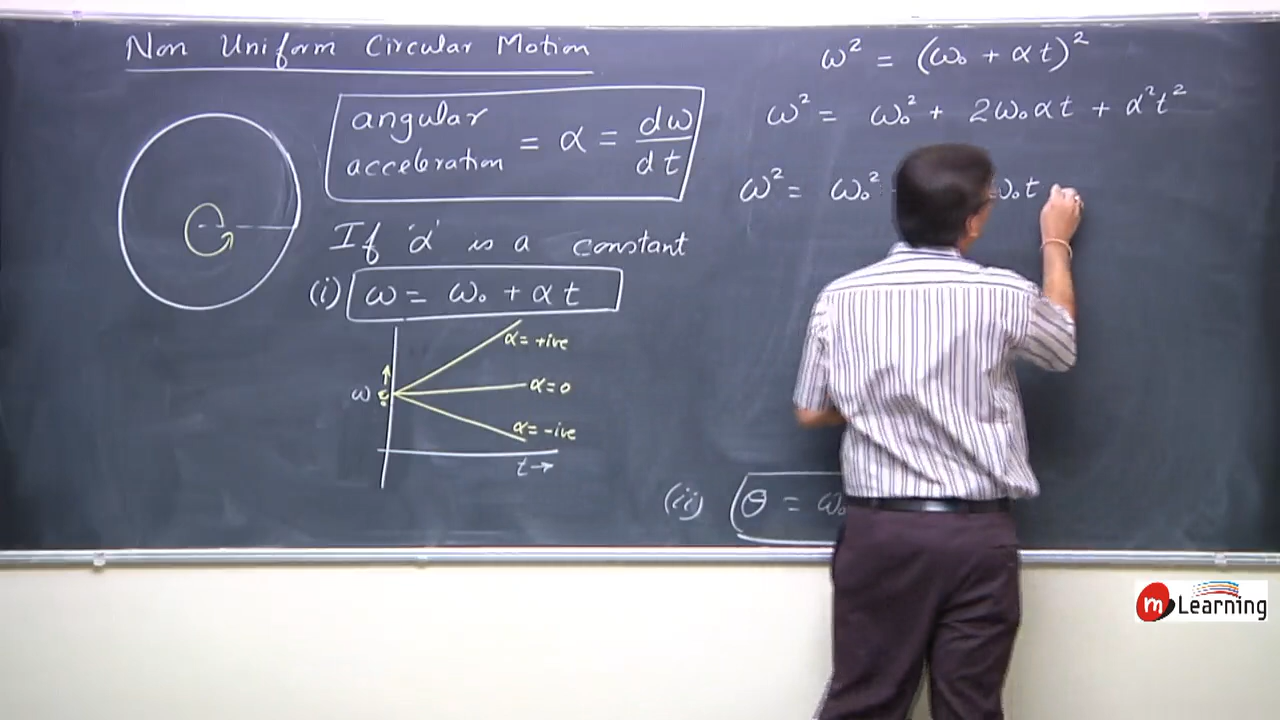 Non Uniform Circular Motion
angular acceleration = α = dω/dt
If 'α' is a constant
(i) ω = ω₀ + αt
α = +ive
ω
α = 0
α = -ive
t →
ω² = (ω₀ + αt)²
ω² = ω₀² + 2ω₀αt + α²t²
ω² = ω₀² ω₀t
(ii) θ = ω₀
m Learning